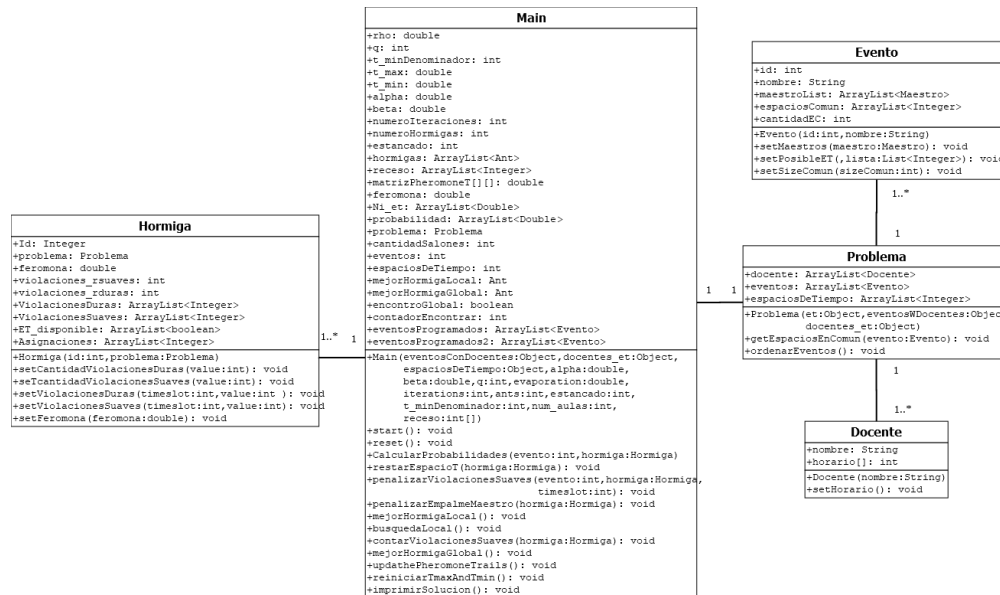 Main
+rho: double
+q: int
+t_minDenominador: int
+t_max: double
+t_min: double
+alpha: double
+beta: double
+numeroIteraciones: int
+numeroHormigas: int
+estancado: int
+hormigas: ArrayList<Ant>
+receso: ArrayList<Integer>
+matrizPheromoneT[][]: double
+feromona: double
+Ni_et: ArrayList<Double>
+probabilidad: ArrayList<Double>
+problema: Problema
+cantidadSalones: int
+eventos: int
+espaciosDeTiempo: int
+mejorHormigaLocal: Ant
+mejorHormigaGlobal: Ant
+encontroGlobal: boolean
+contadorEncontrar: int
+eventosProgramados: ArrayList<Evento>
+eventosProgramados2: ArrayList<Evento>
+Main(eventosConDocentes:Object,docentes_et:Object,
espaciosDeTiempo:Object,alpha:double,
beta:double,q:int,evaporation:double,
iterations:int,ants:int,estancado:int,
t_minDenominador:int,num_aulas:int,
receso:int[])
+start(): void
+reset(): void
+CalcularProbabilidades(evento:int,hormiga:Hormiga)
+restarEspacioT(hormiga:Hormiga): void
+penalizarViolacionesSuaves(evento:int,hormiga:Hormiga,
timeslot:int): void
+penalizarEmpalmeMaestro(hormiga:Hormiga): void
+mejorHormigaLocal(): void
+busquedaLocal(): void
+contarViolacionesSuaves(hormiga:Hormiga): void
+mejorHormigaGlobal(): void
+updathePheromoneTrails(): void
+reiniciarTmaxAndTmin(): void
+imprimirSolucion(): void
Hormiga
+Id: Integer
+problema: Problema
+feromona: double
+violaciones_rsuaves: int
+violaciones_rduras: int
+ViolacionesDuras: ArrayList<Integer>
+ViolacionesSuaves: ArrayList<Integer>
+ET_disponible: ArrayList<boolean>
+Asignaciones: ArrayList<Integer>
+Hormiga(id:int,problema:Problema)
+setCantidadViolacionesDuras(value:int): void
+setTcantidadViolacionesSuaves(value:int): void
+setViolacionesDuras(timeslot:int,value:int ): void
+setViolacionesSuaves(timeslot:int,value:int): void
+setFeromona(feromona:double): void
1..*
1
Evento
+id: int
+nombre: String
+maestroList: ArrayList<Maestro>
+espaciosComun: ArrayList<Integer>
+cantidadEC: int
+Evento(id:int,nombre:String)
+setMaestros(maestro:Maestro): void
+setPosibleET(,lista:List<Integer>): void
+setSizeComun(sizeComun:int): void
1..*
1
1
1
Problema
+docente: ArrayList<Docente>
+eventos: ArrayList<Evento>
+espaciosDeTiempo: ArrayList<Integer>
+Problema(et:Object,eventosWDocentes:Object
docentes_et:Object)
+getEspaciosEnComun(evento:Evento): void
+ordenarEventos(): void
1
1..*
Docente
+nombre: String
+horario[]: int
+Docente(nombre:String)
+setHorario(): void